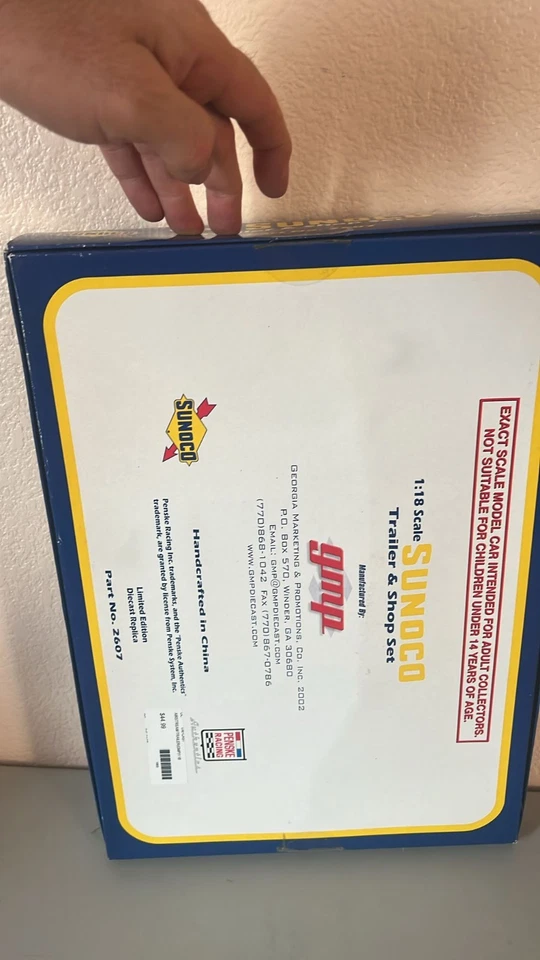 SUNOCO
EXACT SCALE MODEL CAR INTENDED FOR ADULT COLLECTORS.
NOT SUITABLE FOR CHILDREN UNDER 14 YEARS OF AGE.
1:18 Scale SUNOCO
Trailer & Shop Set
Manufactured By:
gmp
Georgia Marketing & Promotions, Co. Inc. 2002
P.O. Box 570, Winder, GA 30680
Email: gmp@gmpdiecast.com
(770)868-1042 Fax (770)867-0786
www.gmpdiecast.com
SUNOCO
Handcrafted in China
PENSKE
RACING
Authentics
Penske Racing Inc. trademarks, and the "Penske Authentics"
trademark, are granted by license from Penske System, Inc.
Limited Edition
Diecast Replica
$44.99
Part No. 2607